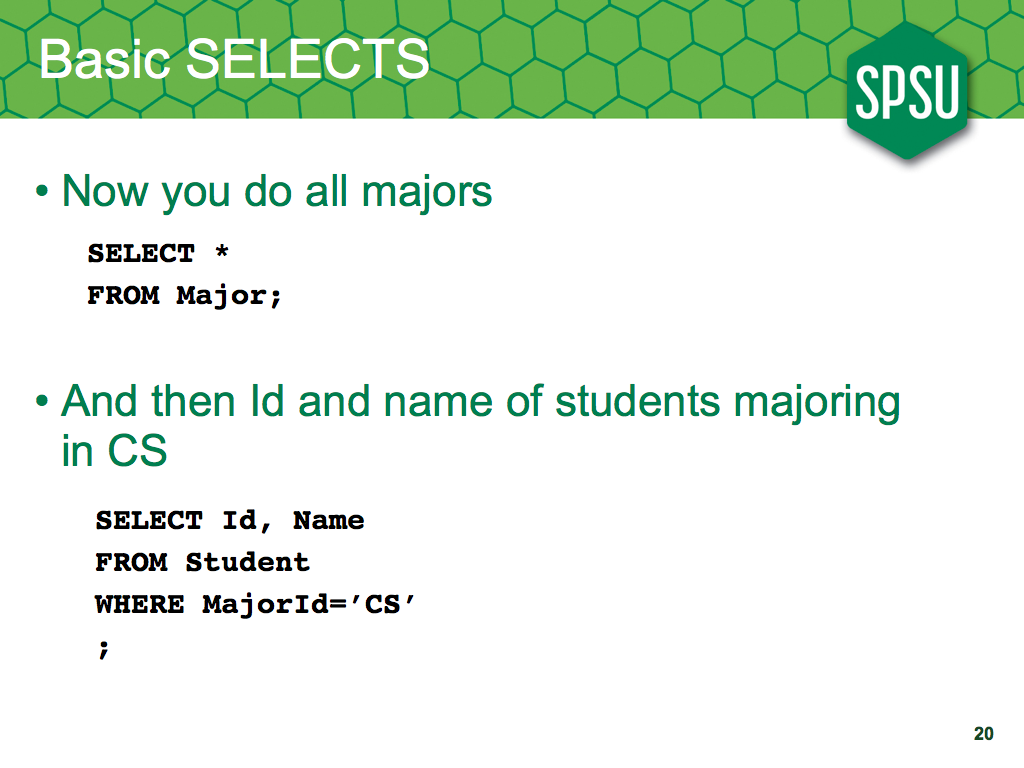 Basic SELECTS
SPSU
• Now you do all majors
SELECT *
FROM Major;
• And then Id and name of students majoring
in CS
SELECT Id, Name
FROM Student
WHERE MajorId=’CS’
;
20